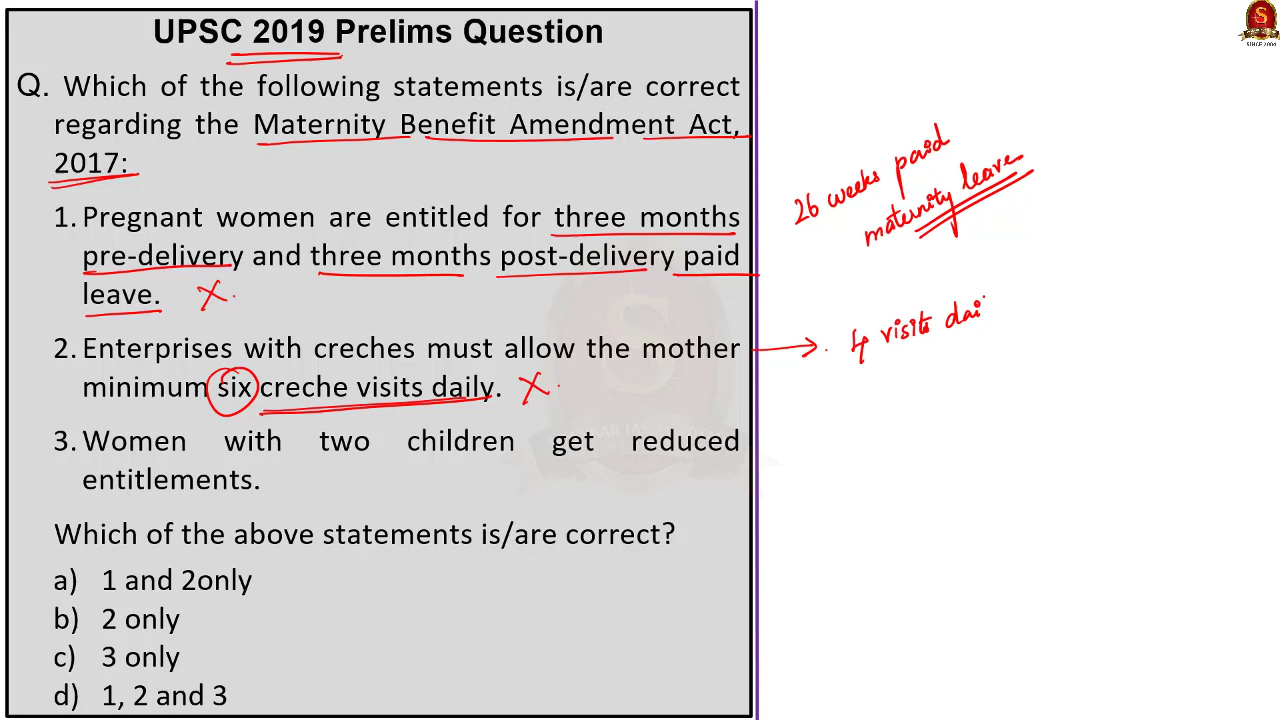 UPSC 2019 Prelims Question
Q. Which of the following statements is/are correct
regarding the Maternity Benefit Amendment Act,
2017:
1. Pregnant women are entitled for three months
pre-delivery and three months post-delivery paid
leave.
2. Enterprises with creches must allow the mother
minimum six creche visits daily.
3. Women with two children get reduced
entitlements.
Which of the above statements is/are correct?
a) 1 and 2only
b) 2 only
c) 3 only
d) 1, 2 and 3
26 weeks paid
maternity leave
4 visits dai
S
SINCE 2004